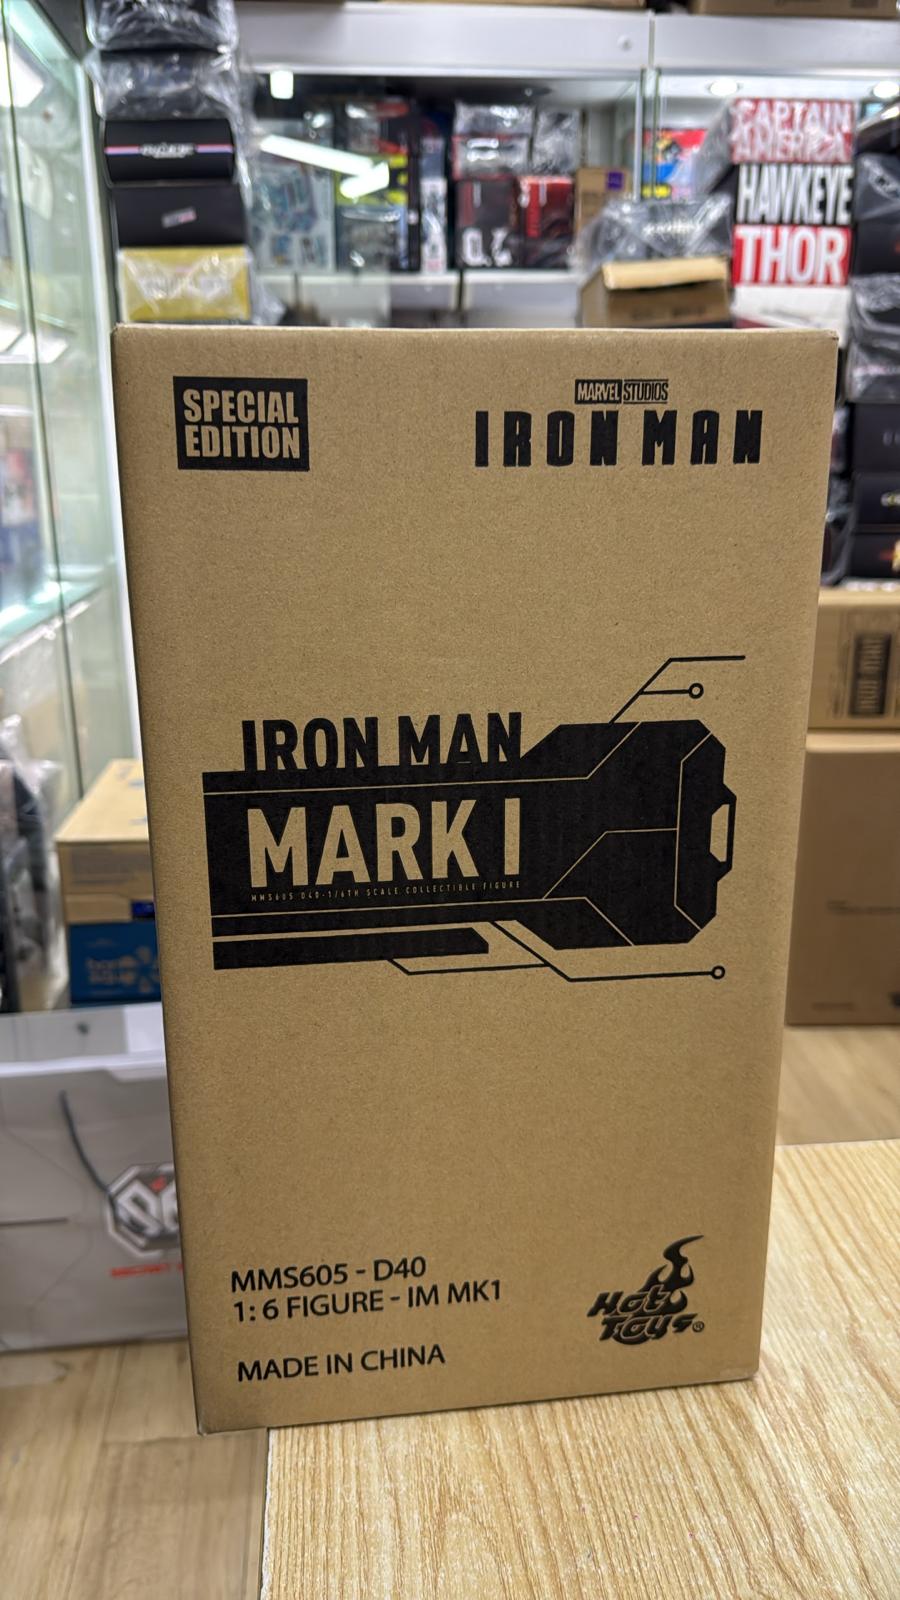 CAPTAIN
AMERICA
HAWKEYE
THOR
SPECIAL
EDITION
MARVEL STUDIOS
IRON MAN
IRON MAN
MARK I
MMS605 D40-1/6TH SCALE COLLECTIBLE FIGURE
MMS605 - D40
1: 6 FIGURE - IM MK1
MADE IN CHINA
Hot
Toys®